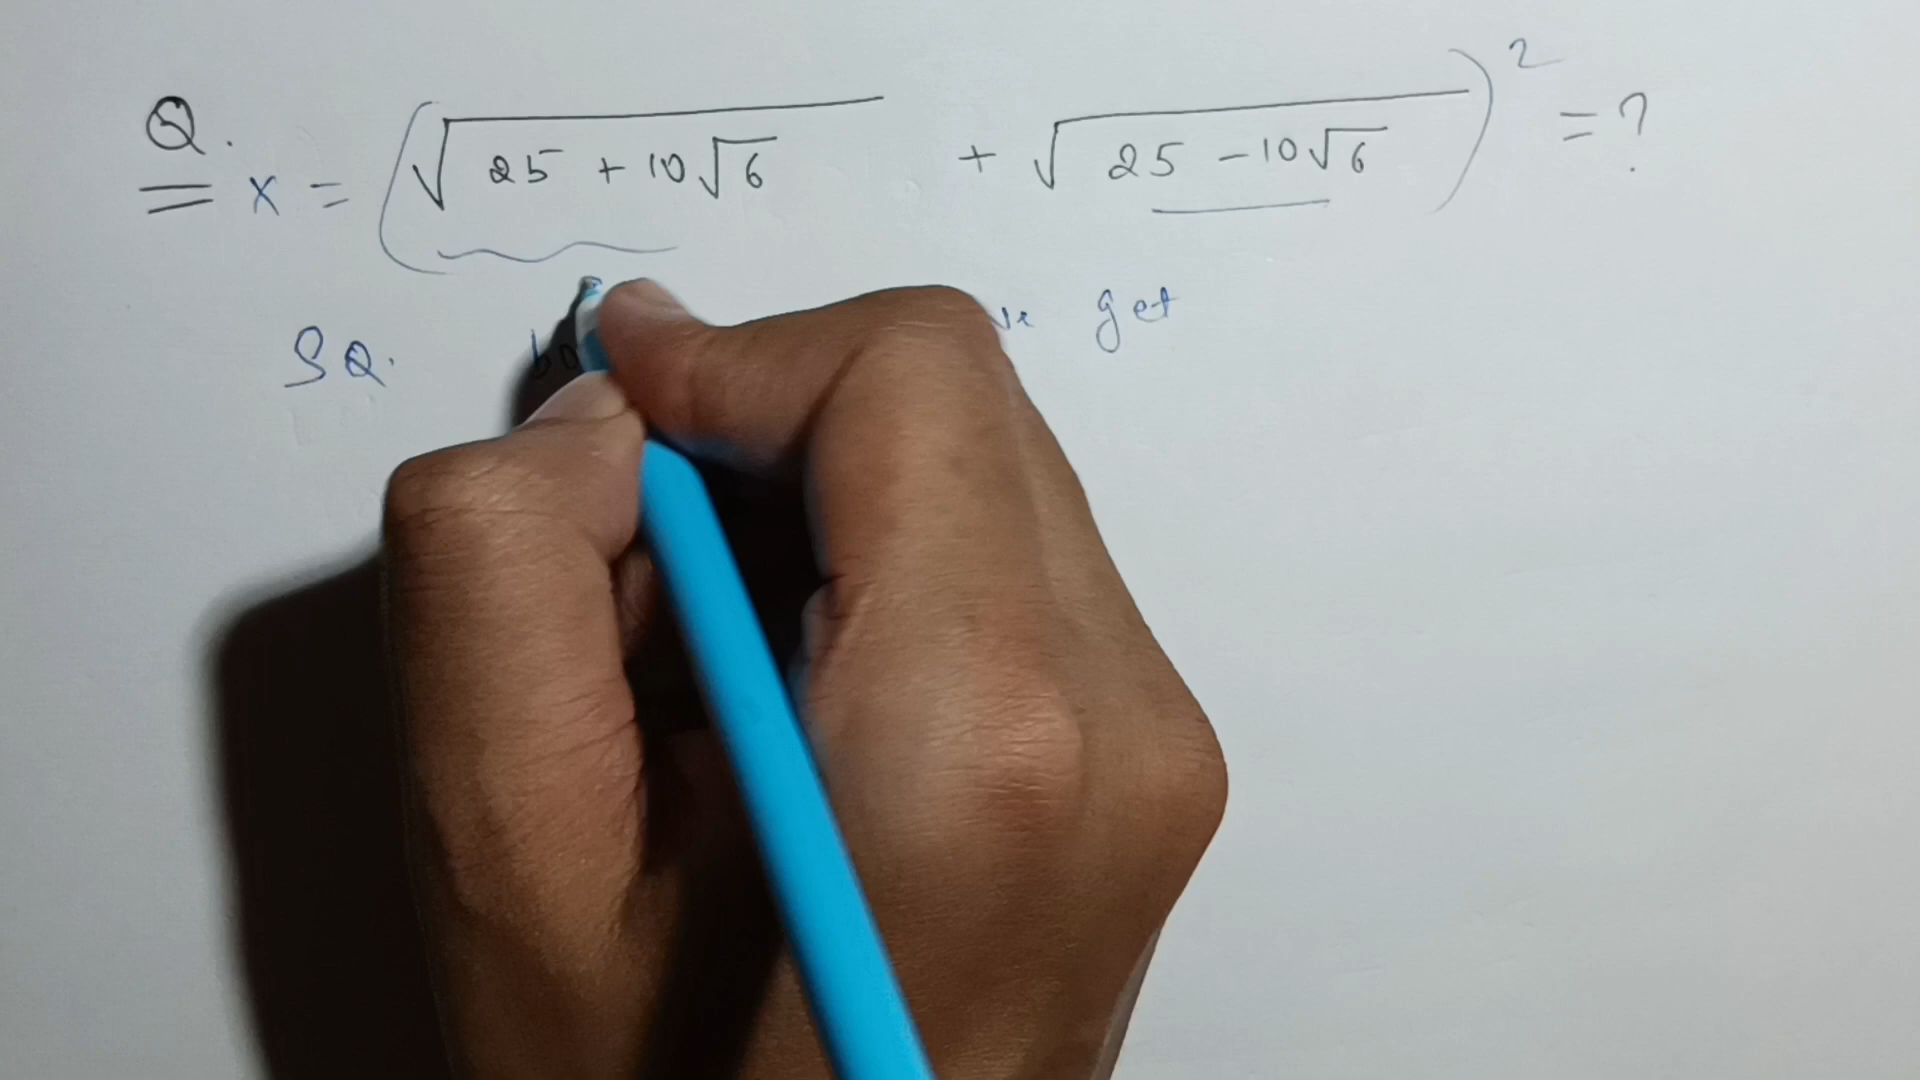 Q. x = (√(25 + 10√6) + √(25 - 10√6))² = ?
SQ. get